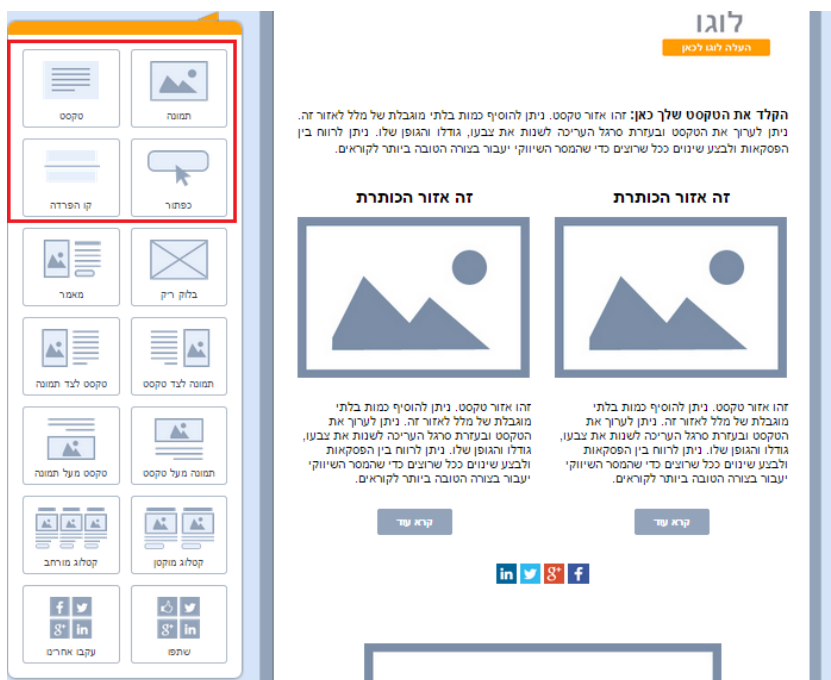 לוגו
העלה לוגו לכאן
הקלד את הטקסט שלך כאן: זהו אזור טקסט. ניתן להוסיף כמות בלתי מוגבלת של מלל לאזור זה.
ניתן לערוך את הטקסט ובעזרת סרגל העריכה לשנות את צבעו, גודלו והגופן שלו. ניתן לרווח בין
הפסקאות ולבצע שינוים ככל שרוצים כדי שהמסר השיווקי יעבור בצורה הטובה ביותר לקוראים.
זה אזור הכותרת
זהו אזור טקסט. ניתן להוסיף כמות בלתי
מוגבלת של מלל לאזור זה. ניתן לערוך את
הטקסט ובעזרת סרגל העריכה לשנות את צבעו,
גודלו והגופן שלו. ניתן לרווח בין הפסקאות
ולבצע שינוים ככל שרוצים כדי שהמסר השיווקי
יעבור בצורה הטובה ביותר לקוראים.
קרא עוד
זה אזור הכותרת
זהו אזור טקסט. ניתן להוסיף כמות בלתי
מוגבלת של מלל לאזור זה. ניתן לערוך את
הטקסט ובעזרת סרגל העריכה לשנות את צבעו,
גודלו והגופן שלו. ניתן לרווח בין הפסקאות
ולבצע שינוים ככל שרוצים כדי שהמסר השיווקי
יעבור בצורה הטובה ביותר לקוראים.
קרא עוד
f
g+
in
תמונה
טקסט
כפתור
קו הפרדה
בלוק ריק
מאמר
תמונה לצד טקסט
טקסט לצד תמונה
תמונה מעל טקסט
טקסט מעל תמונה
קטלוג מוקטן
קטלוג מורחב
g+ in
שתפו
f
g+ in
עקבו אחרינו